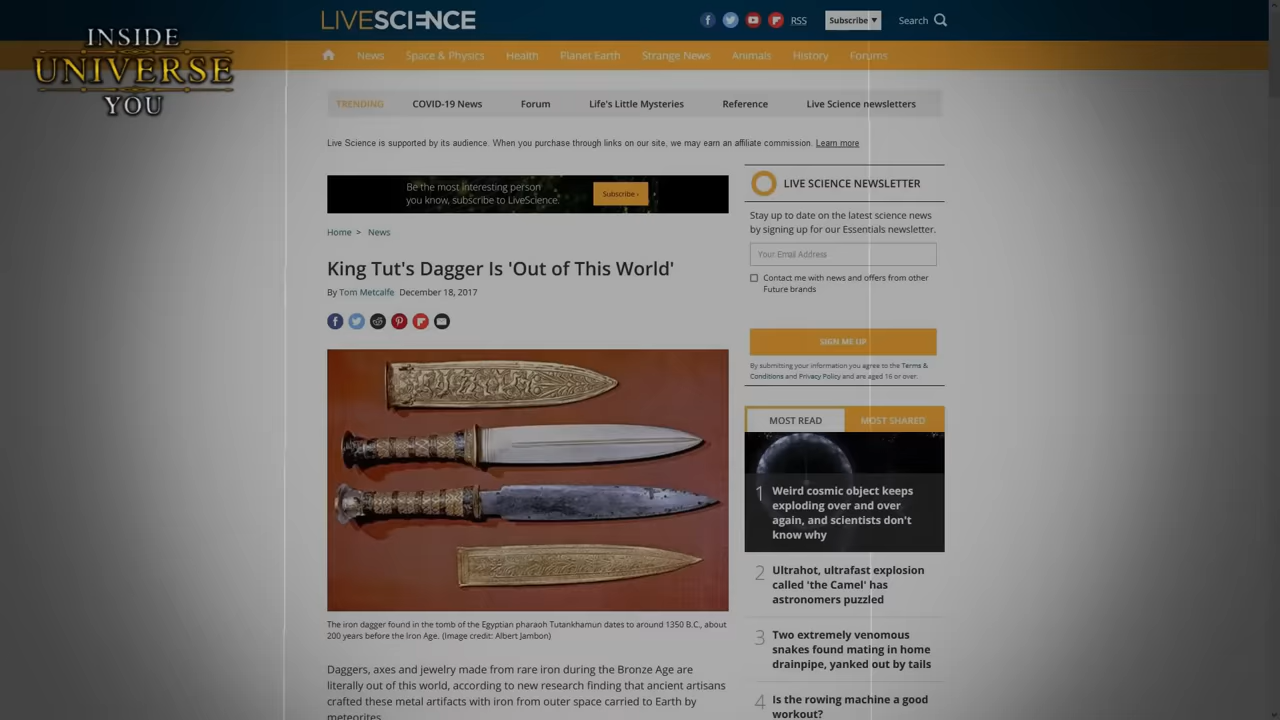 INSIDE
UNIVERSE
YOU
LIVESCIENCE
RSS
Subscribe ▼
Search
News Space & Physics Health Planet Earth Strange News Animals History Forums
TRENDING COVID-19 News Forum Life's Little Mysteries Reference Live Science newsletters
Live Science is supported by its audience. When you purchase through links on our site, we may earn an affiliate commission. Learn more
Be the most interesting person
you know, subscribe to LiveScience.
Subscribe ›
Home > News
King Tut's Dagger Is 'Out of This World'
By Tom Metcalfe December 18, 2017
The iron dagger found in the tomb of the Egyptian pharaoh Tutankhamun dates to around 1350 B.C., about
200 years before the Iron Age. (Image credit: Albert Jambon)
Daggers, axes and jewelry made from rare iron during the Bronze Age are
literally out of this world, according to new research finding that ancient artisans
crafted these metal artifacts with iron from outer space carried to Earth by
meteorites.
LIVE SCIENCE NEWSLETTER
Stay up to date on the latest science news
by signing up for our Essentials newsletter.
Your Email Address
Contact me with news and offers from other
Future brands
SIGN ME UP
By submitting your information you agree to the Terms &
Conditions and Privacy Policy and are aged 16 or over.
MOST READ MOST SHARED
1 Weird cosmic object keeps
exploding over and over
again, and scientists don't
know why
2 Ultrahot, ultrafast explosion
called 'the Camel' has
astronomers puzzled
3 Two extremely venomous
snakes found mating in home
drainpipe, yanked out by tails
4 Is the rowing machine a good
workout?